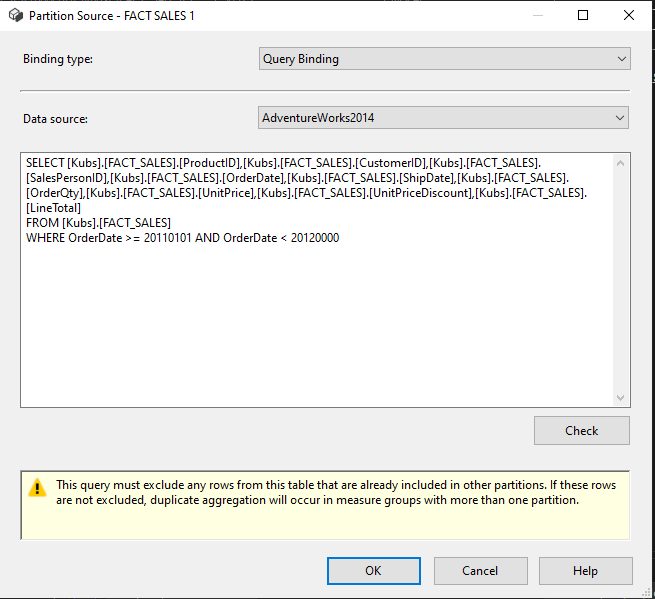 Partition Source - FACT SALES 1
Binding type:
Query Binding
Data source:
AdventureWorks2014
SELECT [Kubs].[FACT_SALES].[ProductID],[Kubs].[FACT_SALES].[CustomerID],[Kubs].[FACT_SALES].
[SalesPersonID],[Kubs].[FACT_SALES].[OrderDate],[Kubs].[FACT_SALES].[ShipDate],[Kubs].[FACT_SALES].
[OrderQty],[Kubs].[FACT_SALES].[UnitPrice],[Kubs].[FACT_SALES].[UnitPriceDiscount],[Kubs].[FACT_SALES].
[LineTotal]
FROM [Kubs].[FACT_SALES]
WHERE OrderDate >= 20110101 AND OrderDate < 20120000
Check
This query must exclude any rows from this table that are already included in other partitions. If these rows
are not excluded, duplicate aggregation will occur in measure groups with more than one partition.
OK
Cancel
Help